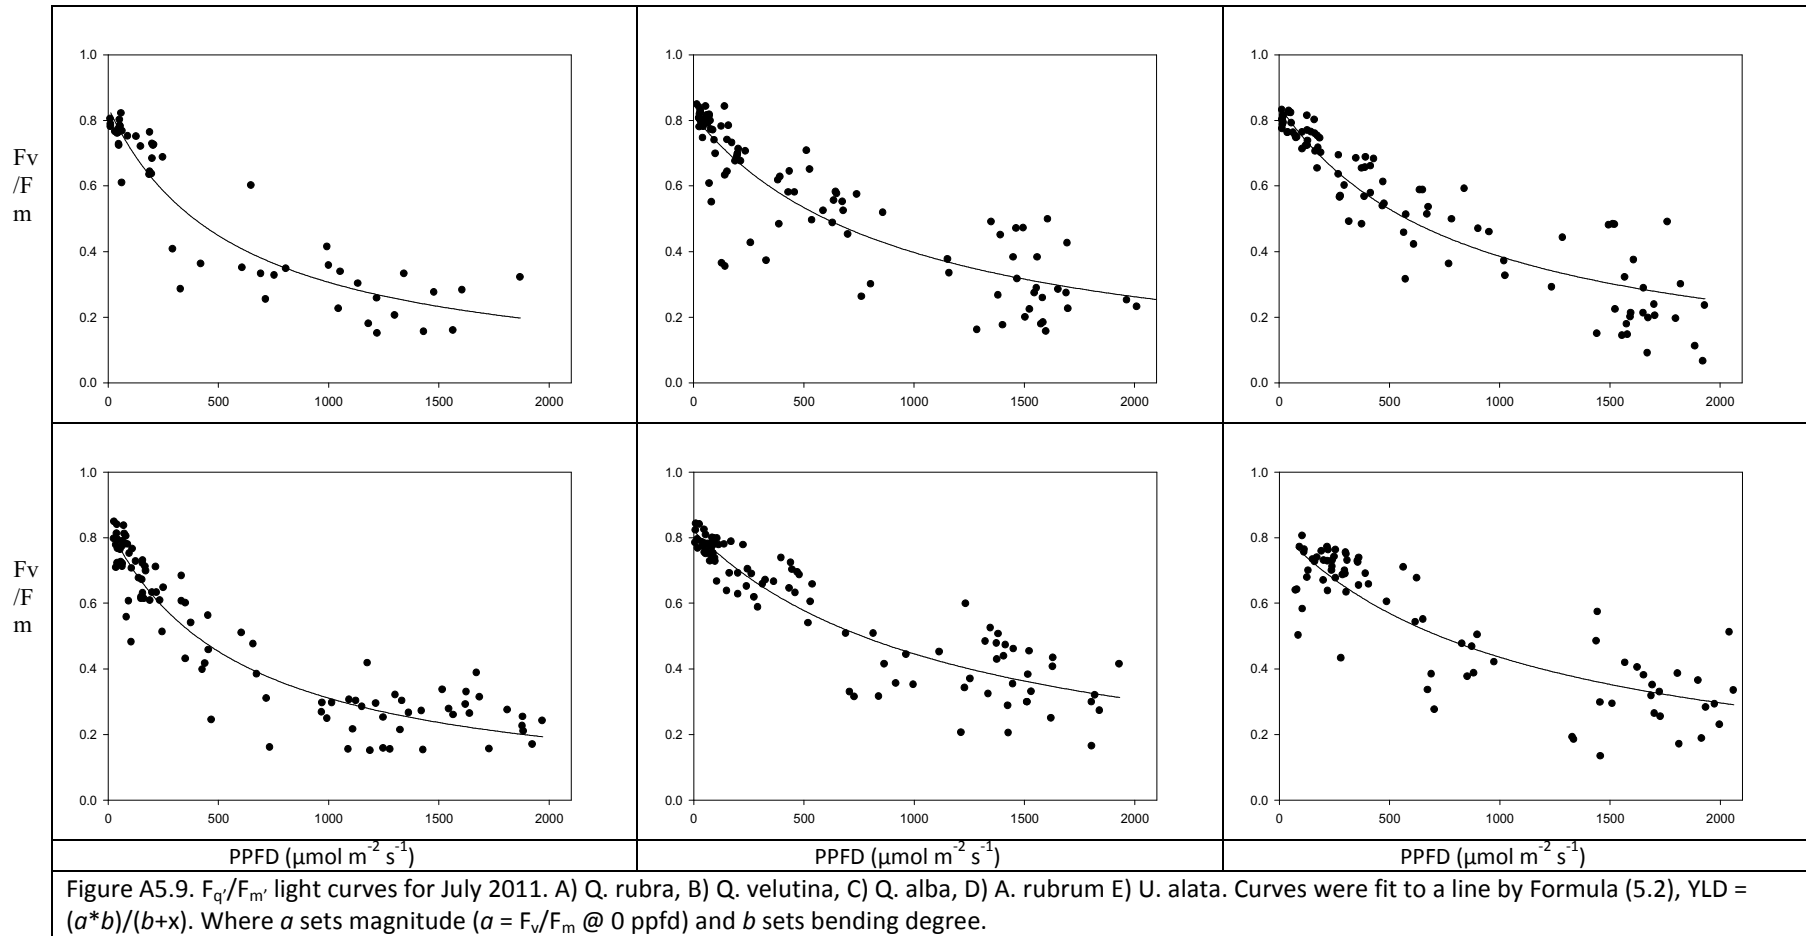 1.0
0.8
0.6
0.4
0.2
0.0
0 500 1000 1500 2000
1.0
0.8
0.6
0.4
0.2
0.0
0 500 1000 1500 2000
1.0
0.8
0.6
0.4
0.2
0.0
0 500 1000 1500 2000
Fv
/F
m
1.0
0.8
0.6
0.4
0.2
0.0
0 500 1000 1500 2000
1.0
0.8
0.6
0.4
0.2
0.0
0 500 1000 1500 2000
1.0
0.8
0.6
0.4
0.2
0.0
0 500 1000 1500 2000
Fv
/F
m
PPFD (µmol m⁻² s⁻¹)
PPFD (µmol m⁻² s⁻¹)
PPFD (µmol m⁻² s⁻¹)
Figure A5.9. Fq'/Fm' light curves for July 2011. A) Q. rubra, B) Q. velutina, C) Q. alba, D) A. rubrum E) U. alata. Curves were fit to a line by Formula (5.2), YLD =
(a*b)/(b+x). Where a sets magnitude (a = Fv/Fm @ 0 ppfd) and b sets bending degree.